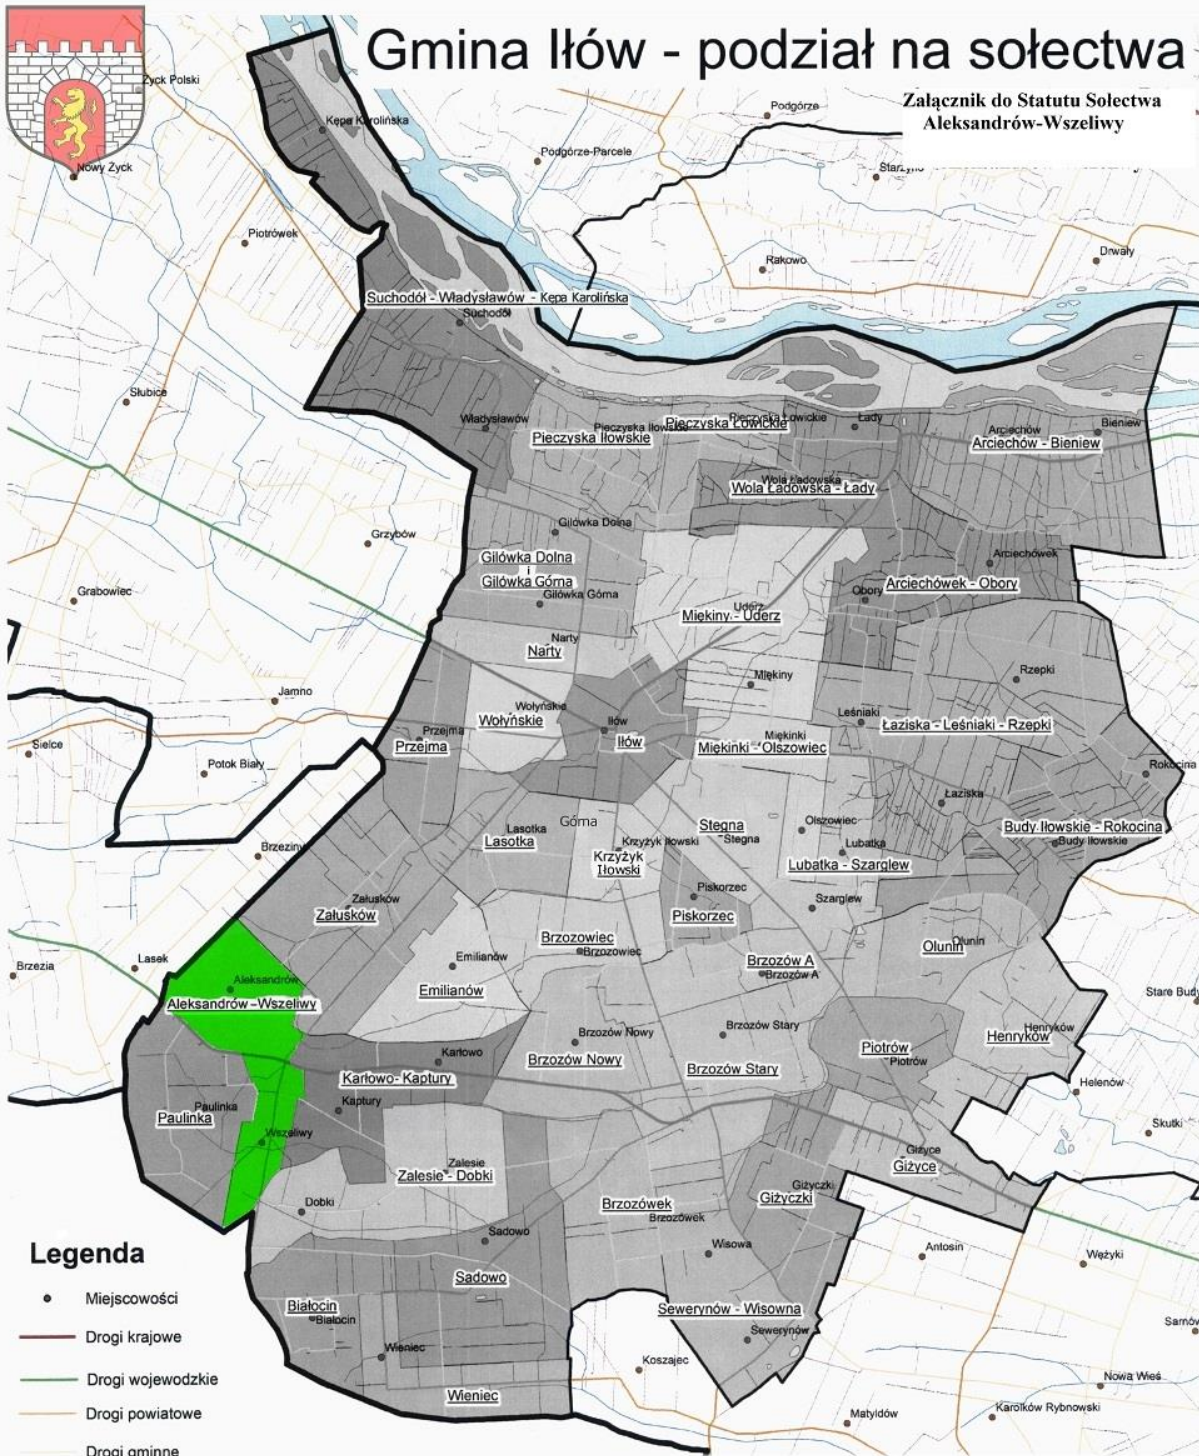 Gmina Iłów - podział na sołectwa
Załącznik do Statutu Sołectwa
Aleksandrów-Wszeliwy
Życk Polski
Podgórze
Kępa Karolińska
Podgórze-Parcele
Nowy Życk
Piotrówek
Drwały
Rakowo
Suchodół - Władysławów - Kępa Karolińska
Suchodół
Słubice
Władysławów
Pieczyska Iłowskie
Pieczyska Iłowskie
Pieczyska Łowickie
Pieczyska Łowickie
Łady
Arciechów
Bieniew
Arciechów - Bieniew
Wola Ładowska
Wola Ładowska - Łady
Gilówka Dolna
Grzybów
Gilówka Dolna
i
Gilówka Górna
Gilówka Górna
Arciechówek
Arciechówek - Obory
Obory
Grabowiec
Uderz
Miękiny - Uderz
Narty
Narty
Rzepki
Miękiny
Jamno
Wołyńskie
Wołyńskie
Iłów
Iłów
Leśniaki
Łaziska - Leśniaki - Rzepki
Przejma
Przejma
Miękinki
Miękinki - Olszowiec
Sielce
Potok Biały
Rokocina
Łaziska
Góra
Lasotka
Lasotka
Stegna
Stegna
Olszowiec
Budy Iłowskie - Rokocina
Budy Iłowskie
Krzyżyk Iłowski
Krzyżyk
Iłowski
Lubatka
Lubatka - Szarglew
Brzeziny
Piskorzec
Piskorzec
Szarglew
Załusków
Załusków
Brzozowiec
Brzozowiec
Olunin
Olunin
Lasek
Brzezia
Emilianów
Emilianów
Brzozów A
Brzozów A
Aleksandrów
Aleksandrów -Wszeliwy
Stare Budy
Brzozów Nowy
Brzozów Nowy
Brzozów Stary
Brzozów Stary
Henryków
Henryków
Piotrów
Piotrów
Karłowo
Karłowo- Kaptury
Kaptury
Helenów
Paulinka
Paulinka
Skutki
Wszeliwy
Giżyce
Giżyce
Zalesie
Zalesie - Dobki
Dobki
Giżyczki
Giżyczki
Brzozówek
Brzozówek
Sadowo
Sadowo
Wisowa
Antosin
Wężyki
Legenda
Miejscowości
Drogi krajowe
Drogi wojewodzkie
Drogi powiatowe
Drogi gminne
Białocin
Białocin
Sewerynów - Wisowna
Sewerynów
Wieniec
Wieniec
Koszajec
Nowa Wieś
Karolków Rybnowski
Matyldów